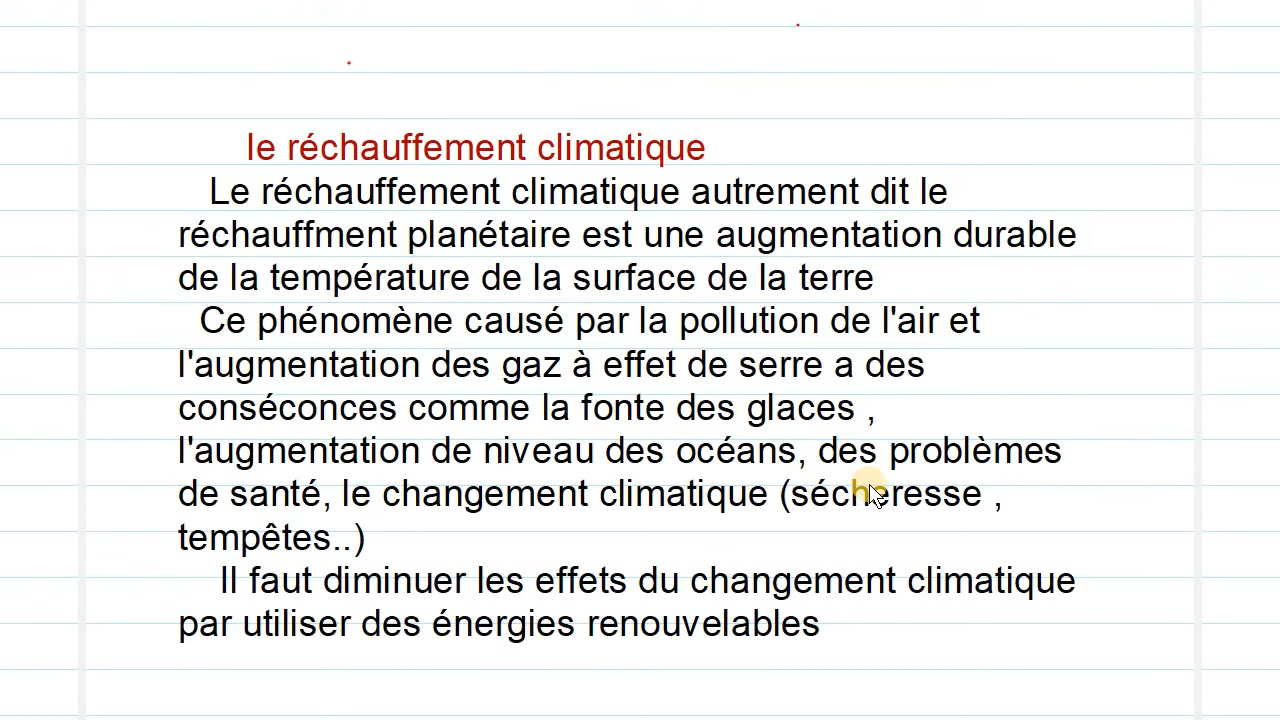 le réchauffement climatique
Le réchauffement climatique autrement dit le
réchauffment planétaire est une augmentation durable
de la température de la surface de la terre
Ce phénomène causé par la pollution de l'air et
l'augmentation des gaz à effet de serre a des
conséconces comme la fonte des glaces ,
l'augmentation de niveau des océans, des problèmes
de santé, le changement climatique (sécheresse ,
tempêtes..)
Il faut diminuer les effets du changement climatique
par utiliser des énergies renouvelables